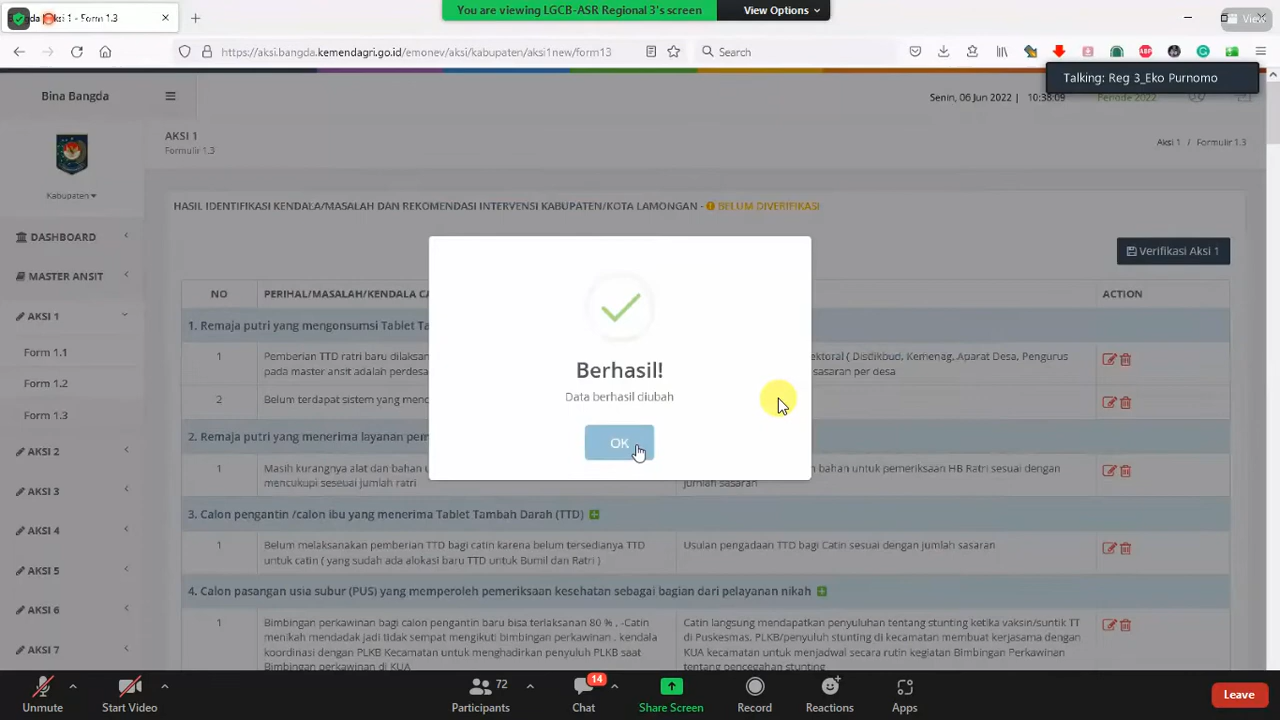 You are viewing LGCB-ASR Regional 3's screen
View Options
View
- Form 1.3
https://aksi.bangda.kemendagri.go.id/emonev/aksi/kabupaten/aksi1new/form13
Search
ABP
Talking: Reg 3_Eko Purnomo
Bina Bangda
Senin, 06 Jun 2022 | 10:38:09
Periode 2022
AKSI 1
Formulir 1.3
Aksi 1 / Formulir 1.3
Kabupaten
HASIL IDENTIFIKASI KENDALA/MASALAH DAN REKOMENDASI INTERVENSI KABUPATEN/KOTA LAMONGAN - BELUM DIVERIFIKASI
DASHBOARD
MASTER ANSIT
AKSI 1
Form 1.1
Form 1.2
Form 1.3
AKSI 2
AKSI 3
AKSI 4
AKSI 5
AKSI 6
AKSI 7
Verifikasi Aksi 1
NO
PERIHAL/MASALAH/KENDALA
ACTION
1. Remaja putri yang mengonsumsi Tablet
1
Pemberian TTD ratri baru
pada master ansit adalah
ektoral ( Disdikbud, Kemenag, Aparat Desa, Pengurus
sasaran per desa
2
Belum terdapat sistem yang
2. Remaja putri yang menerima layanan
1
Masih kurangnya alat dan bahan
mencukupi seseuai jumlah ratri
bahan untuk pemeriksaan HB Ratri sesuai dengan
jumlah sasaran
3. Calon pengantin /calon ibu yang menerima Tablet Tambah Darah (TTD)
1
Belum melaksanakan pemberian TTD bagi catin karena belum tersedianya TTD
untuk catin ( yang sudah ada alokasi baru TTD untuk Bumil dan Ratri )
Usulan pengadaan TTD bagi Catin sesuai dengan jumlah sasaran
4. Calon pasangan usia subur (PUS) yang memperoleh pemeriksaan kesehatan sebagai bagian dari pelayanan nikah
1
Bimbingan perkawinan bagi calon pengantin baru bisa terlaksanan 80 % . -Catin
menikah mendadak jadi tidak sempat mengikuti bimbingan perkawinan . kendala
koordinasi dengan PLKB Kecamatan untuk menghadirkan penyuluh PLKB saat
Bimbingan perkawinan di KUA
Catin langsung mendapatkan penyuluhan tentang stunting ketika vaksin/suntik TT
di Puskesmas, PLKB/penyuluh stunting di kecamatan membuat kerjasama dengan
KUA kecamatan untuk menjadwal secara rutin kegiatan Bimbingan Perkawinan
tentang pencegahan stunting
Berhasil!
Data berhasil diubah
OK
Unmute
Start Video
72
Participants
14
Chat
Share Screen
Record
Reactions
Apps
Leave